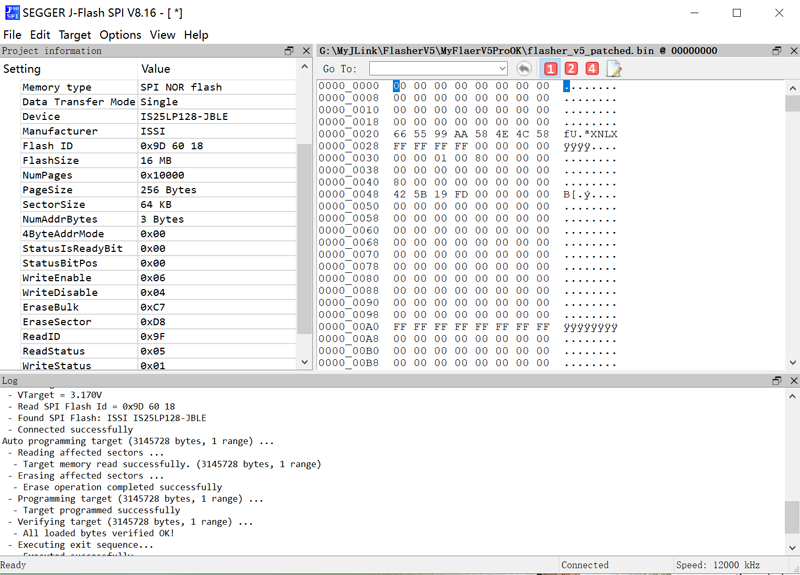 SEGGER J-Flash SPI V8.16 - [ *]
File Edit Target Options View Help
Project information
Setting Value
Memory type SPI NOR flash
Data Transfer Mode Single
Device IS25LP128-JBLE
Manufacturer ISSI
Flash ID 0x9D 60 18
FlashSize 16 MB
NumPages 0x10000
PageSize 256 Bytes
SectorSize 64 KB
NumAddrBytes 3 Bytes
4ByteAddrMode 0x00
StatusIsReadyBit 0x00
StatusBitPos 0x00
WriteEnable 0x06
WriteDisable 0x04
EraseBulk 0xC7
EraseSector 0xD8
ReadID 0x9F
ReadStatus 0x05
WriteStatus 0x01
G:\MyJLink\FlasherV5\MyFlaerV5ProOK\flasher_v5_patched.bin @ 00000000
Go To: 1 2 4
0000_0000 00 00 00 00 00 00 00 00 ........
0000_0008 00 00 00 00 00 00 00 00 ........
0000_0010 00 00 00 00 00 00 00 00 ........
0000_0018 00 00 00 00 00 00 00 00 ........
0000_0020 66 55 99 AA 58 4E 4C 58 fU.ªXNLX
0000_0028 FF FF FF FF 00 00 00 00 ÿÿÿÿ....
0000_0030 00 00 01 00 80 00 00 00 ........
0000_0038 00 00 00 00 00 00 00 00 ........
0000_0040 80 00 00 00 00 00 00 00 ........
0000_0048 42 5B 19 FD 00 00 00 00 B[.ý....
0000_0050 00 00 00 00 00 00 00 00 ........
0000_0058 00 00 00 00 00 00 00 00 ........
0000_0060 00 00 00 00 00 00 00 00 ........
0000_0068 00 00 00 00 00 00 00 00 ........
0000_0070 00 00 00 00 00 00 00 00 ........
0000_0078 00 00 00 00 00 00 00 00 ........
0000_0080 00 00 00 00 00 00 00 00 ........
0000_0088 00 00 00 00 00 00 00 00 ........
0000_0090 00 00 00 00 00 00 00 00 ........
0000_0098 00 00 00 00 00 00 00 00 ........
0000_00A0 FF FF FF FF FF FF FF FF ÿÿÿÿÿÿÿÿ
0000_00A8 00 00 00 00 00 00 00 00 ........
0000_00B0 00 00 00 00 00 00 00 00 ........
0000_00B8 00 00 00 00 00 00 00 00 ........
Log
- VTarget = 3.170V
- Read SPI Flash Id = 0x9D 60 18
- Found SPI Flash: ISSI IS25LP128-JBLE
- Connected successfully
Auto programming target (3145728 bytes, 1 range) ...
- Reading affected sectors ...
- Target memory read successfully. (3145728 bytes, 1 range)
- Erasing affected sectors ...
- Erase operation completed successfully
- Programming target (3145728 bytes, 1 range) ...
- Target programmed successfully
- Verifying target (3145728 bytes, 1 range) ...
- All loaded bytes verified OK!
- Executing exit sequence...
Ready Connected Speed: 12000 kHz